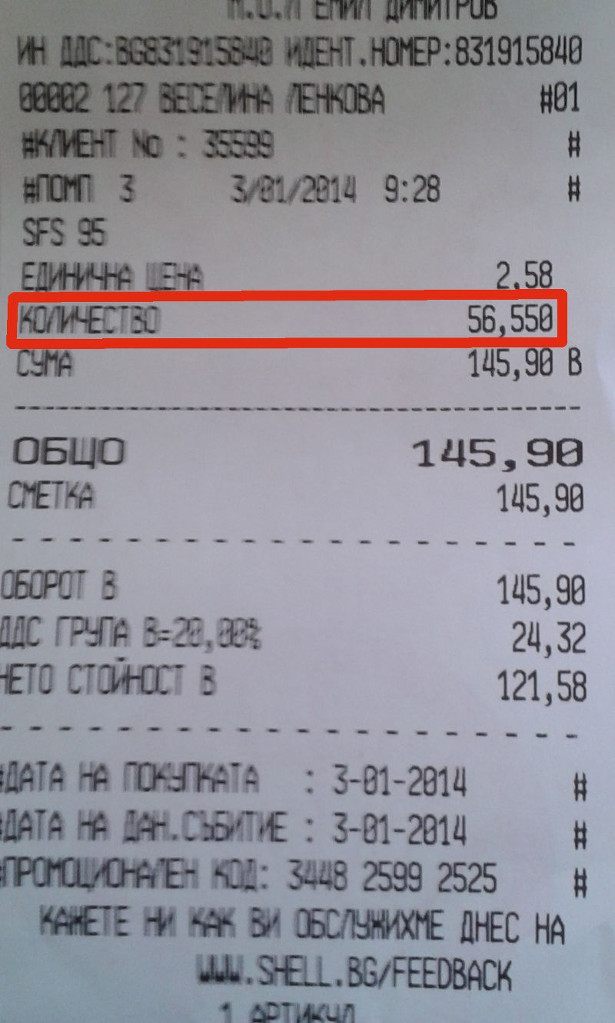 М.О.Л ЕМИЛ ДИМИТРОВ
ИН ДДС:BG831915840 ИДЕНТ.НОМЕР:831915840
00002 127 ВЕСЕЛИНА ЛЕНКОВА #01
#КЛИЕНТ No : 35599 #
#ПОМП 3 3/01/2014 9:28 #
SFS 95
ЕДИНИЧНА ЦЕНА 2.58
КОЛИЧЕСТВО 56,550
СУМА 145,90 В
ОБЩО 145,90
СМЕТКА 145,90
ОБОРОТ В 145,90
ДДС ГРУПА В=20,00% 24,32
НЕТО СТОЙНОСТ В 121,58
#ДАТА НА ПОКУПКАТА : 3-01-2014 #
#ДАТА НА ДАН.СЪБИТИЕ : 3-01-2014 #
#ПРОМОЦИОНАЛЕН КОД: 3448 2599 2525 #
КАЖЕТЕ НИ КАК ВИ ОБСЛУЖИХМЕ ДНЕС НА
WWW.SHELL.BG/FEEDBACK
1 АРТИКУЛ